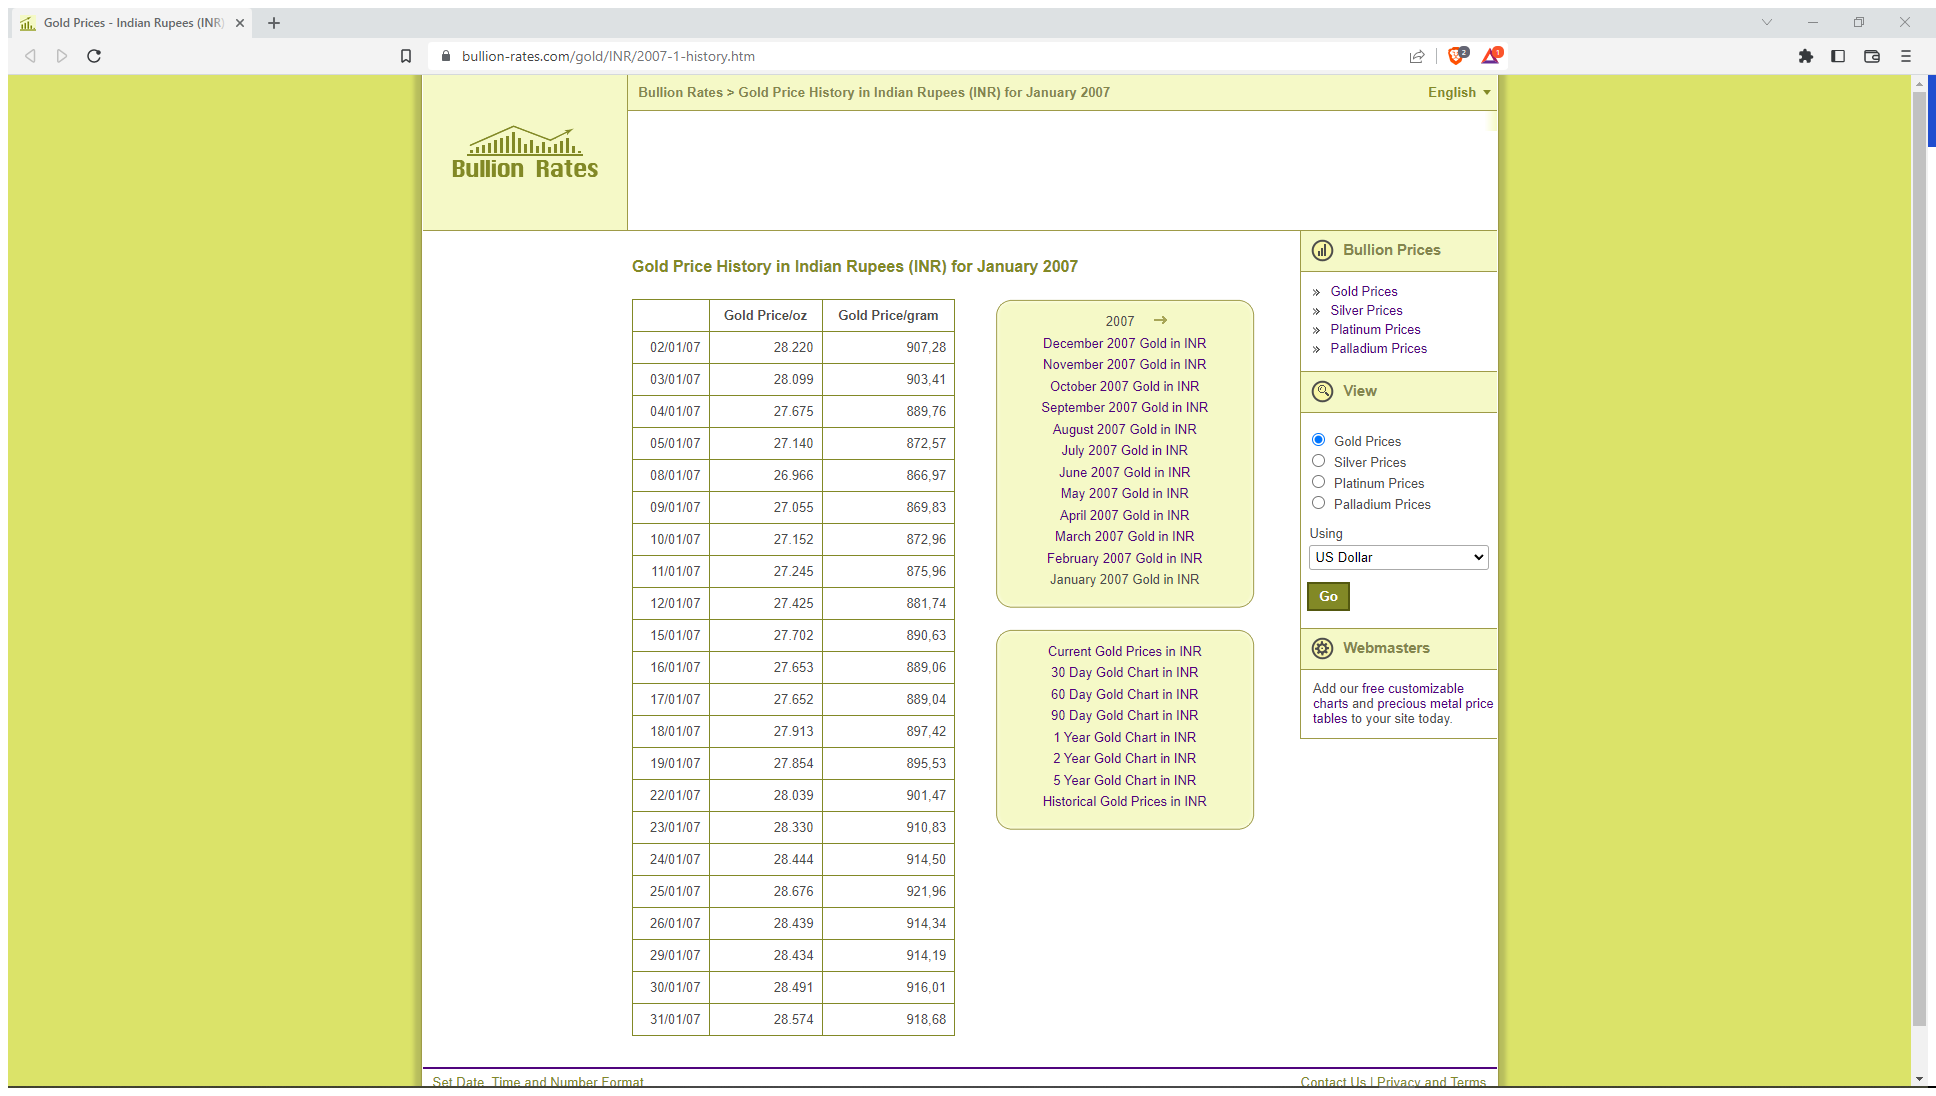 Gold Prices - Indian Rupees (INR)
bullion-rates.com/gold/INR/2007-1-history.htm
2
1
Bullion Rates > Gold Price History in Indian Rupees (INR) for January 2007
English
Bullion Rates
Gold Price History in Indian Rupees (INR) for January 2007
Gold Price/oz Gold Price/gram
02/01/07 28.220 907,28
03/01/07 28.099 903,41
04/01/07 27.675 889,76
05/01/07 27.140 872,57
08/01/07 26.966 866,97
09/01/07 27.055 869,83
10/01/07 27.152 872,96
11/01/07 27.245 875,96
12/01/07 27.425 881,74
15/01/07 27.702 890,63
16/01/07 27.653 889,06
17/01/07 27.652 889,04
18/01/07 27.913 897,42
19/01/07 27.854 895,53
22/01/07 28.039 901,47
23/01/07 28.330 910,83
24/01/07 28.444 914,50
25/01/07 28.676 921,96
26/01/07 28.439 914,34
29/01/07 28.434 914,19
30/01/07 28.491 916,01
31/01/07 28.574 918,68
2007 →
December 2007 Gold in INR
November 2007 Gold in INR
October 2007 Gold in INR
September 2007 Gold in INR
August 2007 Gold in INR
July 2007 Gold in INR
June 2007 Gold in INR
May 2007 Gold in INR
April 2007 Gold in INR
March 2007 Gold in INR
February 2007 Gold in INR
January 2007 Gold in INR
Current Gold Prices in INR
30 Day Gold Chart in INR
60 Day Gold Chart in INR
90 Day Gold Chart in INR
1 Year Gold Chart in INR
2 Year Gold Chart in INR
5 Year Gold Chart in INR
Historical Gold Prices in INR
Bullion Prices
» Gold Prices
» Silver Prices
» Platinum Prices
» Palladium Prices
View
Gold Prices
Silver Prices
Platinum Prices
Palladium Prices
Using
US Dollar
Go
Webmasters
Add our free customizable
charts and precious metal price
tables to your site today.
Set Date, Time and Number Format
Contact Us | Privacy and Terms